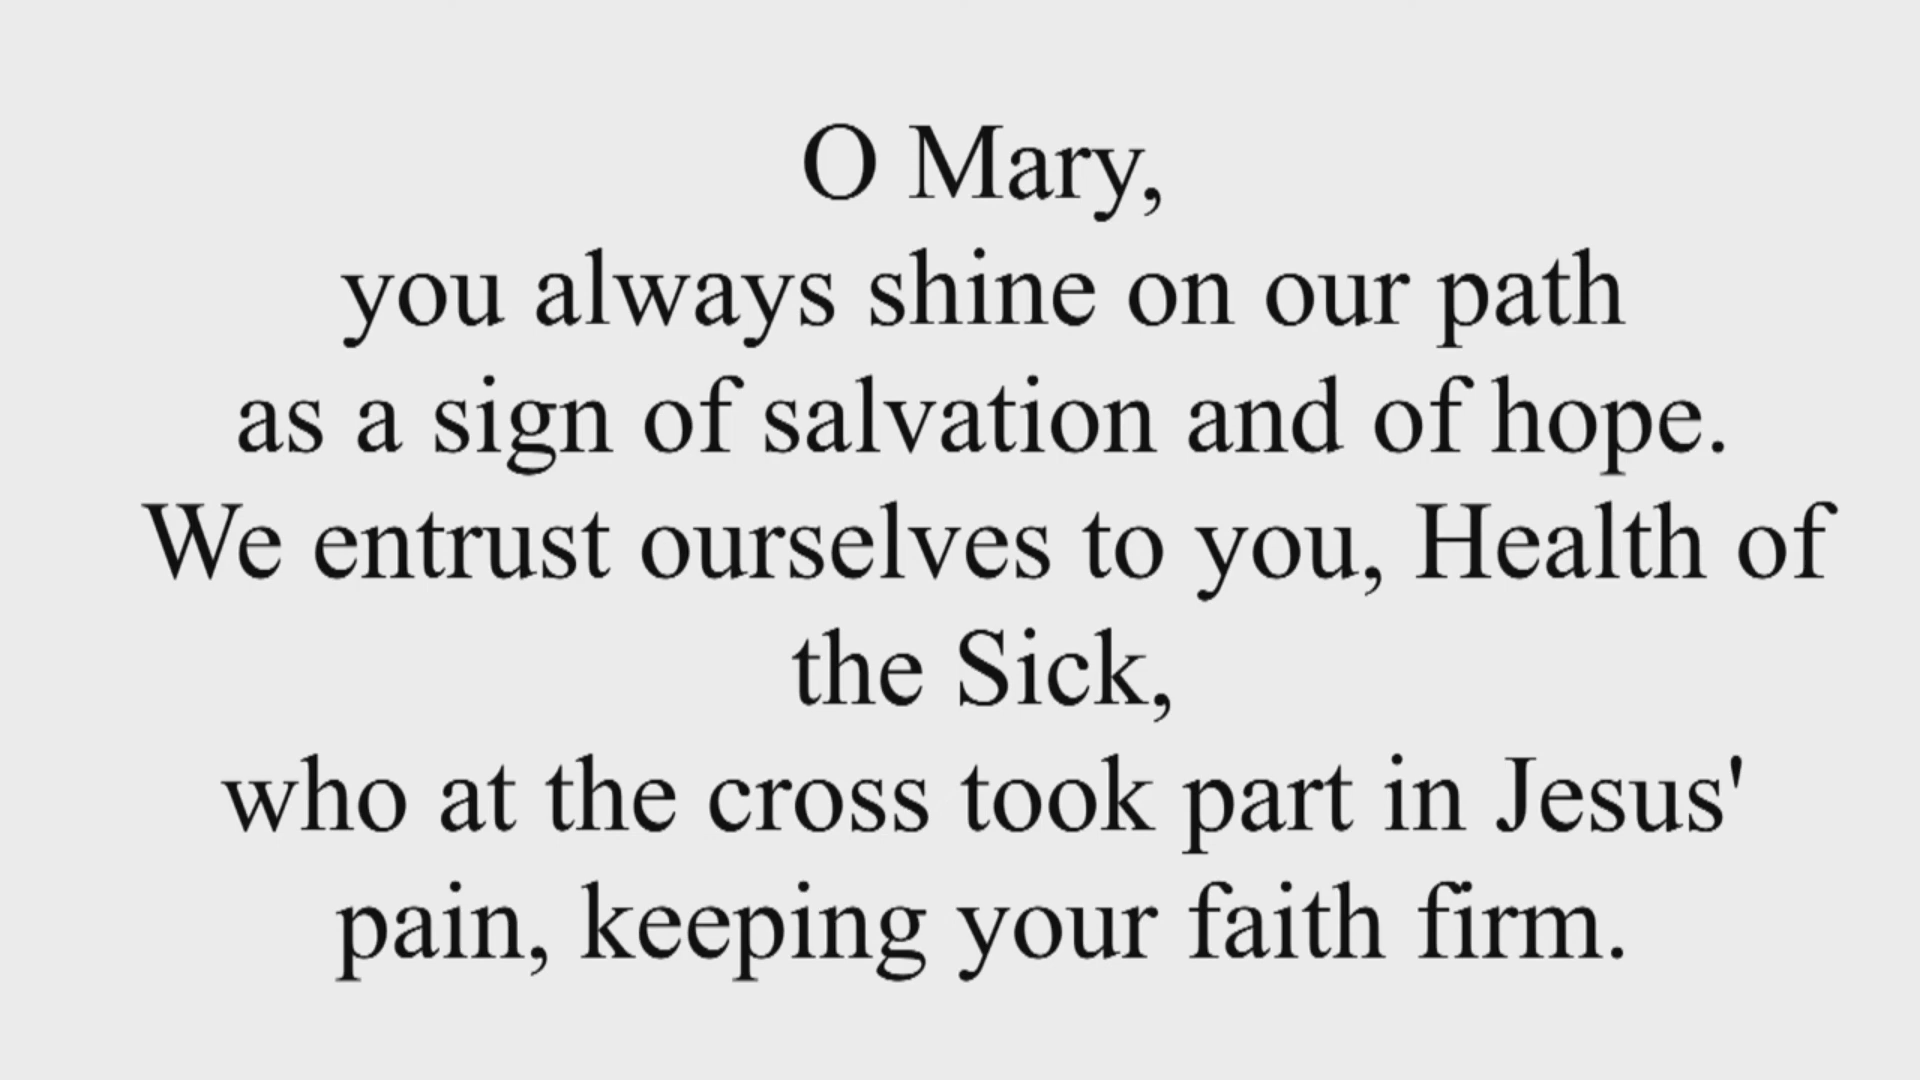 O Mary,
you always shine on our path
as a sign of salvation and of hope.
We entrust ourselves to you, Health of
the Sick,
who at the cross took part in Jesus'
pain, keeping your faith firm.